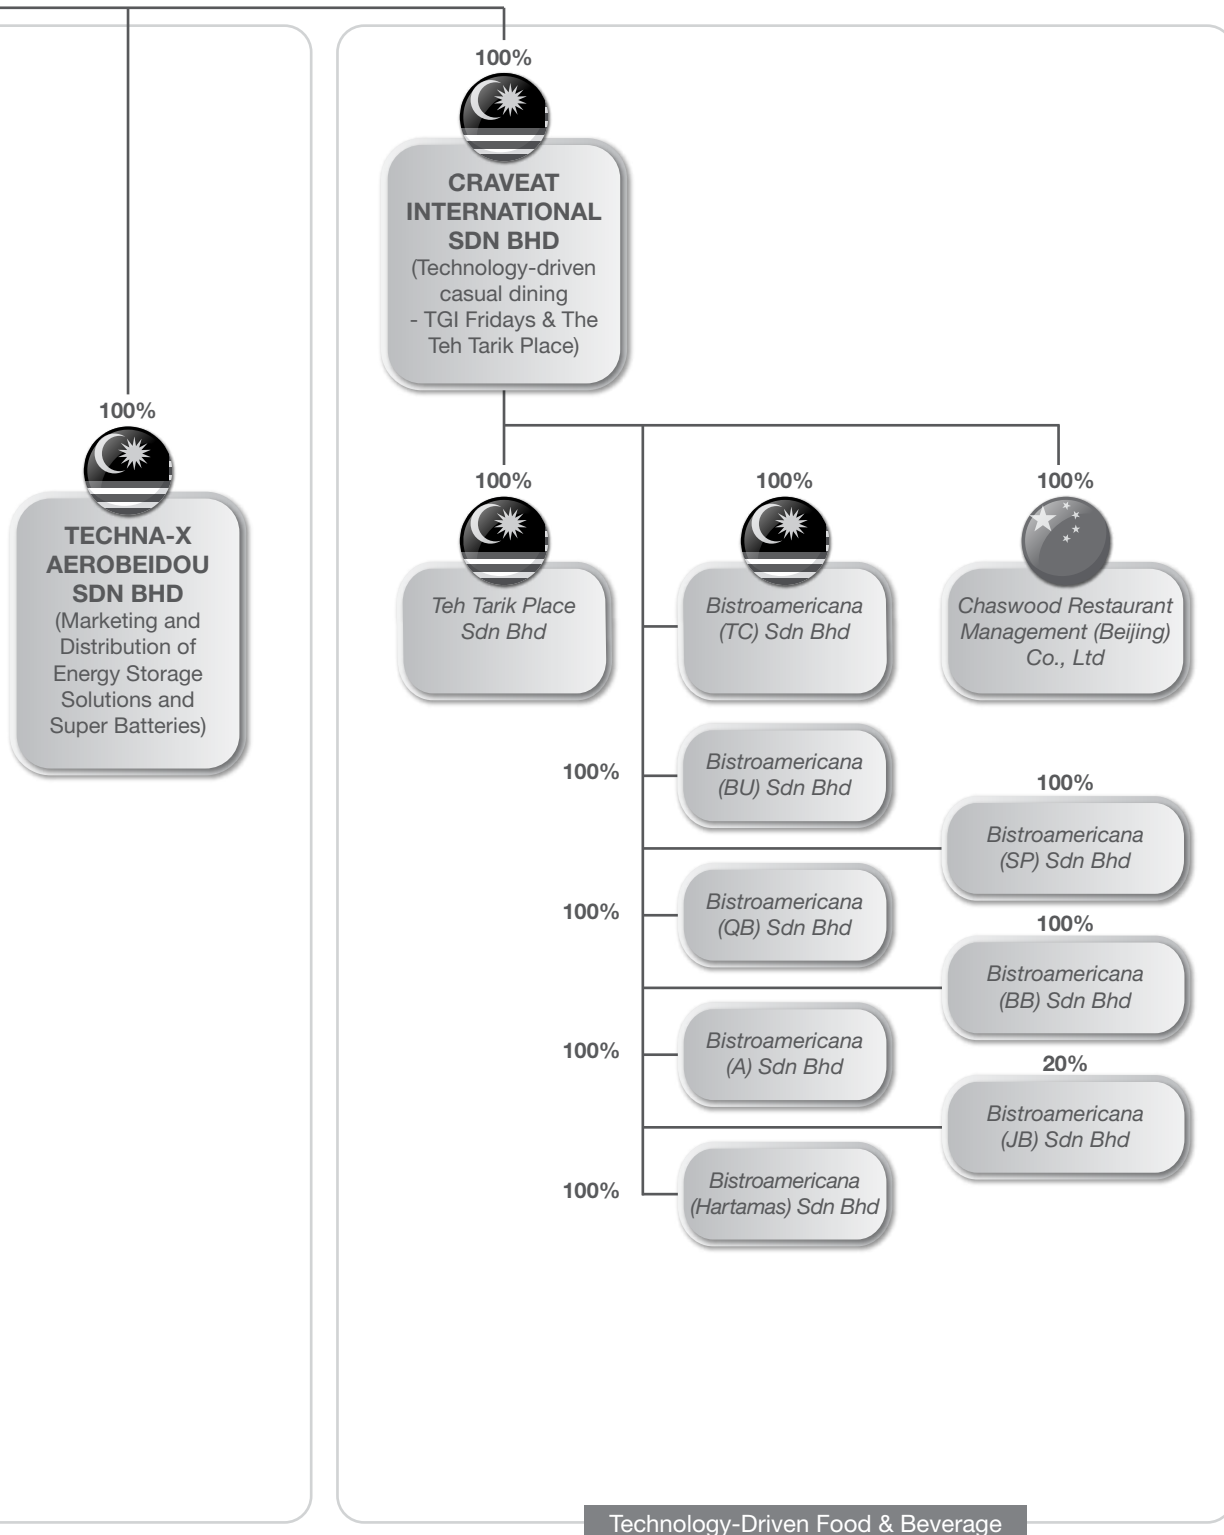 100%
CRAVEAT
INTERNATIONAL
SDN BHD
(Technology-driven
casual dining
- TGI Fridays & The
Teh Tarik Place)
100%
TECHNA-X
AEROBEIDOU
SDN BHD
(Marketing and
Distribution of
Energy Storage
Solutions and
Super Batteries)
100%
Teh Tarik Place
Sdn Bhd
100%
Bistroamericana
(TC) Sdn Bhd
100%
Chaswood Restaurant
Management (Beijing)
Co., Ltd
100%
Bistroamericana
(BU) Sdn Bhd
100%
Bistroamericana
(SP) Sdn Bhd
100%
Bistroamericana
(QB) Sdn Bhd
100%
Bistroamericana
(BB) Sdn Bhd
100%
Bistroamericana
(A) Sdn Bhd
20%
Bistroamericana
(JB) Sdn Bhd
100%
Bistroamericana
(Hartamas) Sdn Bhd
Technology-Driven Food & Beverage